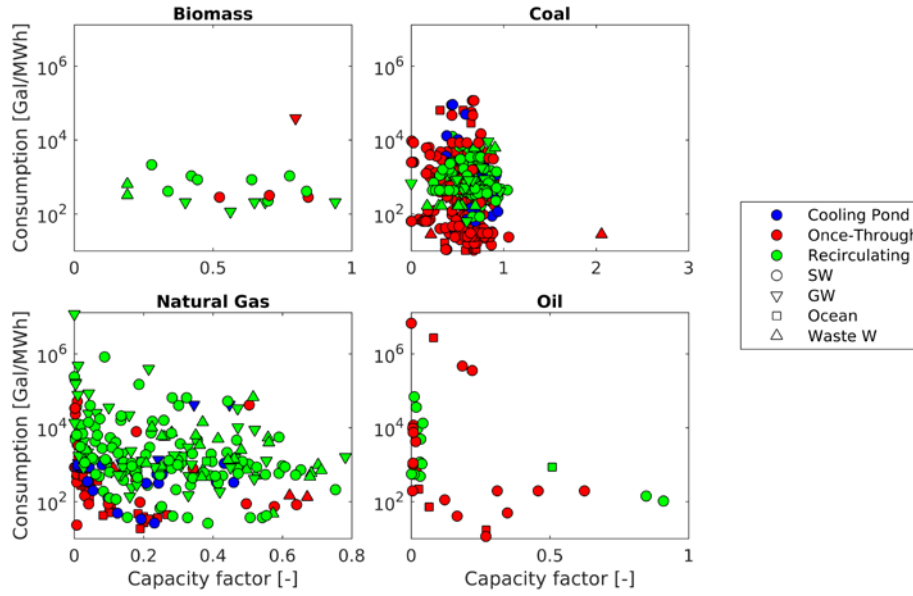 Biomass
Coal
Consumption [Gal/MWh]
10^6
10^4
10^2
0
0.5
1
10^6
10^4
10^2
0
1
2
3
Cooling Pond
Once-Through
Recirculating
SW
GW
Ocean
Waste W
Natural Gas
Oil
Consumption [Gal/MWh]
10^6
10^4
10^2
0
0.2
0.4
0.6
0.8
Capacity factor [-]
10^6
10^4
10^2
0
0.5
1
Capacity factor [-]